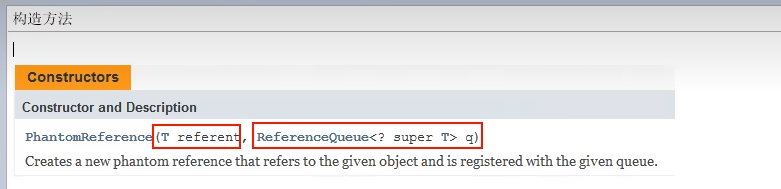 构造方法
Constructors
Constructor and Description
PhantomReference(T referent, ReferenceQueue<? super T> q)
Creates a new phantom reference that refers to the given object and is registered with the given queue.